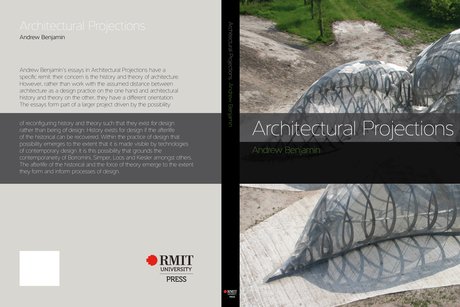 Architectural Projections
Andrew Benjamin
Andrew Benjamin's essays in Architectural Projections have a
specific remit: their concern is the history and theory of architecture.
However, rather than work with the assumed distance between
architecture as a design practice on the one hand and architectural
history and theory on the other, they have a different orientation.
The essays form part of a larger project driven by the possibility
of reconfiguring history and theory such that they exist for design
rather than being of design. History exists for design if the afterlife
of the historical can be recovered. Within the practice of design that
possibility emerges to the extent that it is made visible by technologies
of contemporary design. It is this possibility that grounds the
contemporaneity of Borromini, Semper, Loos and Kiesler amongst others.
The afterlife of the historical and the force of theory emerge to the extent
they form and inform processes of design.
RMIT
UNIVERSITY
PRESS
Architectural Projections Andrew Benjamin
RMIT
UNIVERSITY
PRESS
Architectural Projections
Andrew Benjamin